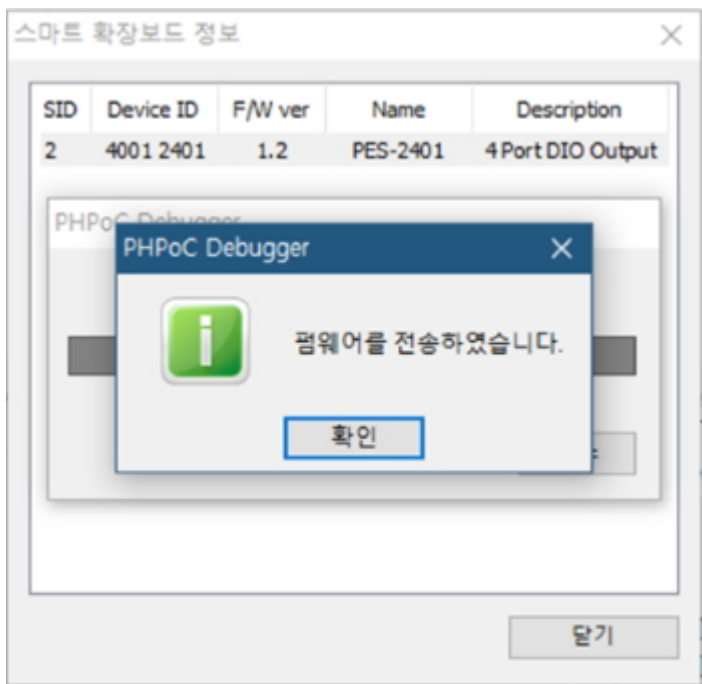 스마트 확장보드 정보
SID Device ID F/W ver Name Description
2 4001 2401 1.2 PES-2401 4 Port DIO Output
PHPoC Debugger
PHPoC Debugger
펌웨어를 전송하였습니다.
확인
닫기